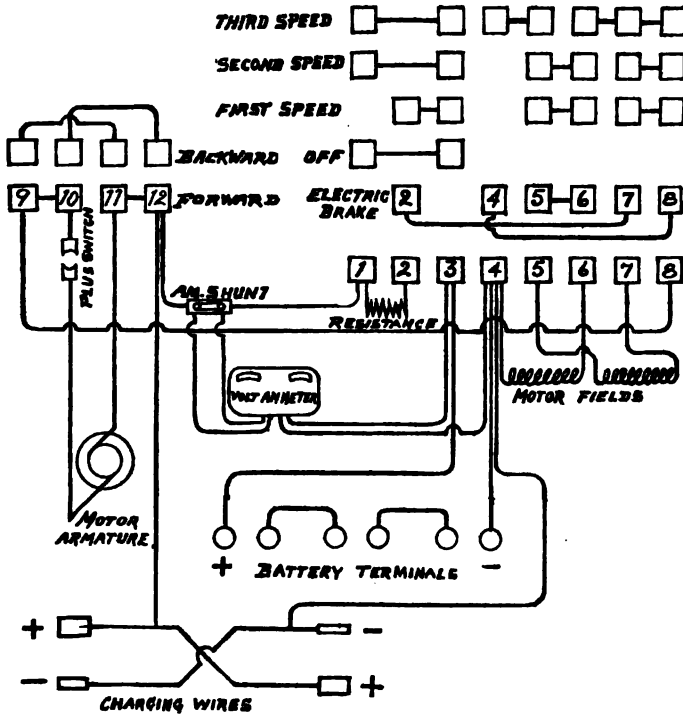 THIRD SPEED
SECOND SPEED
FIRST SPEED
BACKWARD OFF
9 10 11 12 FORWARD
ELECTRIC
BRAKE
2 4 5 6 7 8
PLUS SWITCH
AM. SHUNT
1 2 3 4 5 6 7 8
RESISTANCE
VOLT AMMETER
MOTOR FIELDS
MOTOR
ARMATURE
+ BATTERY TERMINALS -
+ -
- +
CHARGING WIRES